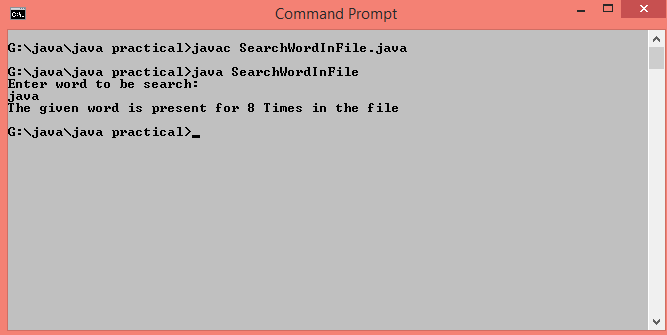 Command Prompt
G:\java\java practical>javac SearchWordInFile.java
G:\java\java practical>java SearchWordInFile
Enter word to be search:
java
The given word is present for 8 Times in the file
G:\java\java practical>